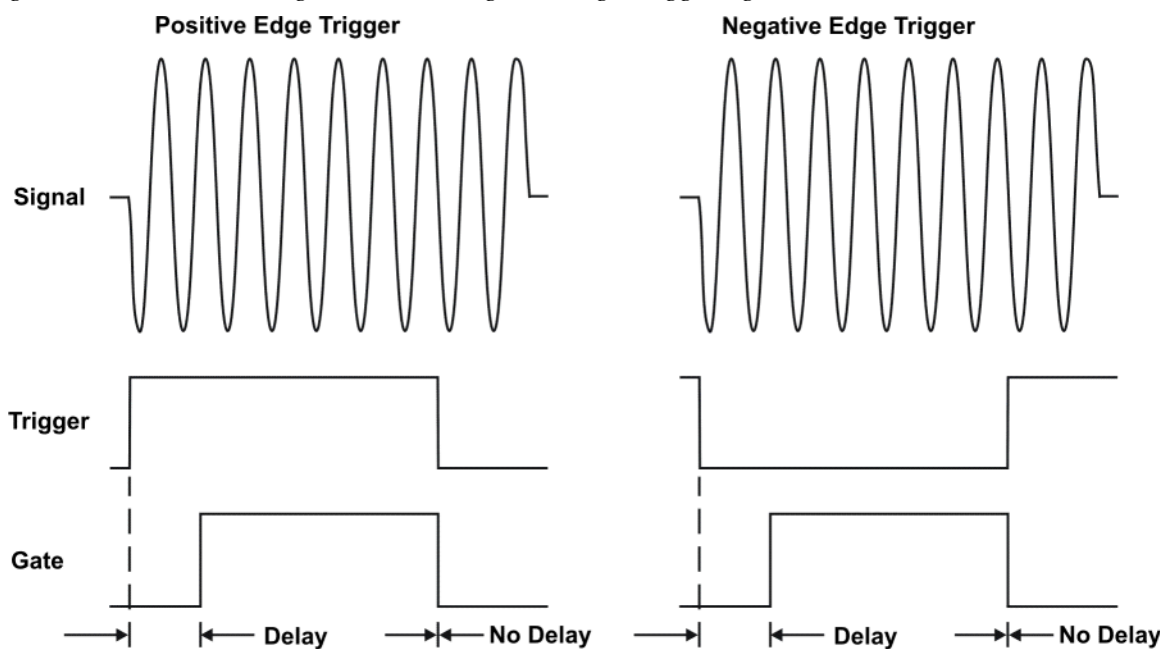 Positive Edge Trigger
Negative Edge Trigger
Signal
Trigger
Gate
Delay
No Delay
Delay
No Delay